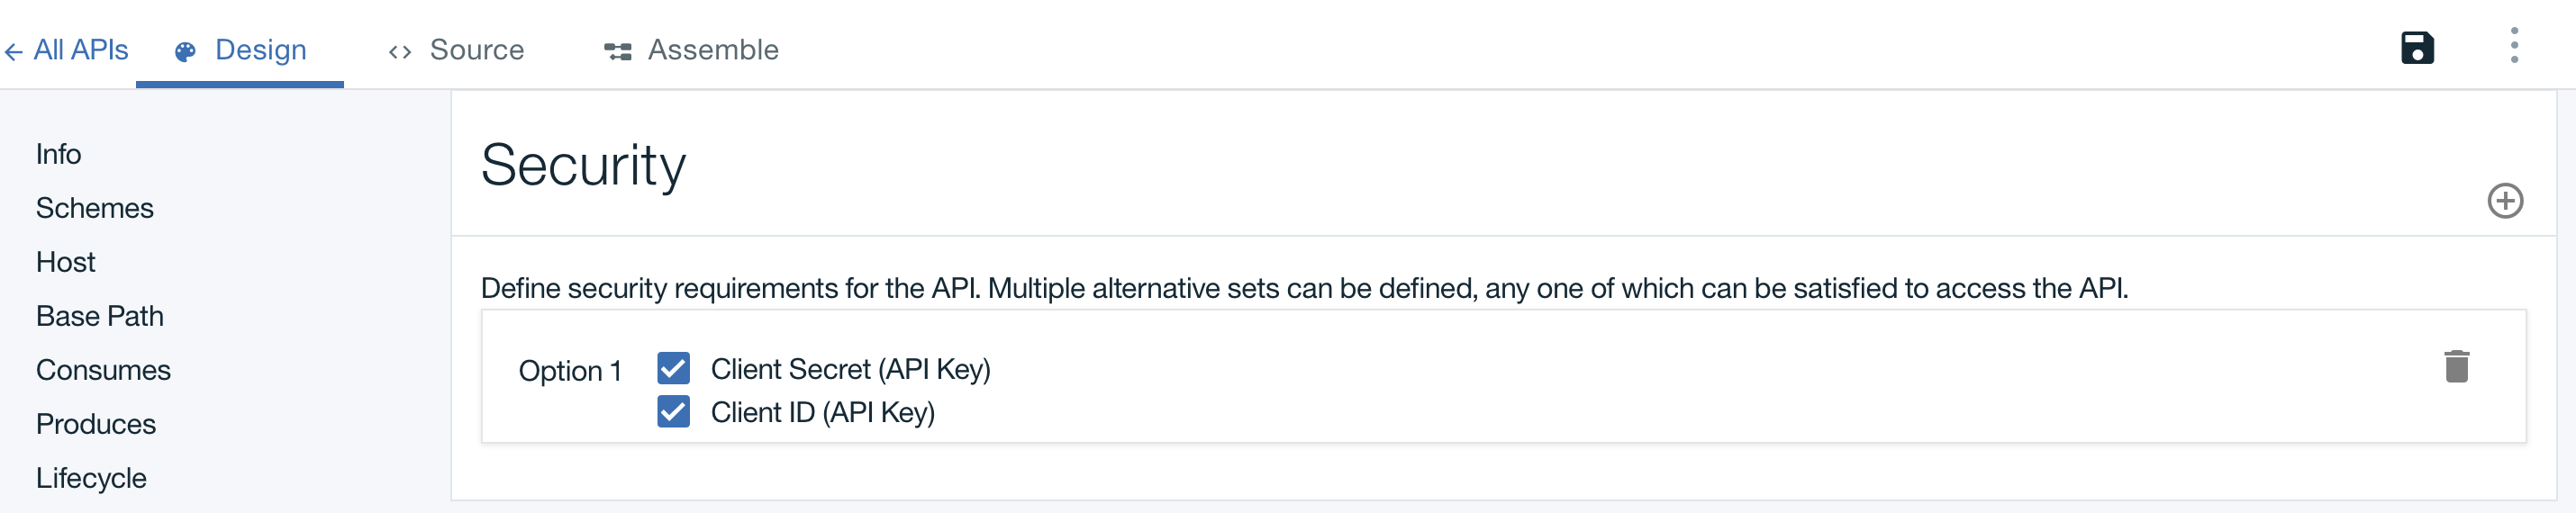 All APIs Design Source Assemble
Info
Schemes
Host
Base Path
Consumes
Produces
Lifecycle
Security
Define security requirements for the API. Multiple alternative sets can be defined, any one of which can be satisfied to access the API.
Option 1 Client Secret (API Key)
Client ID (API Key)